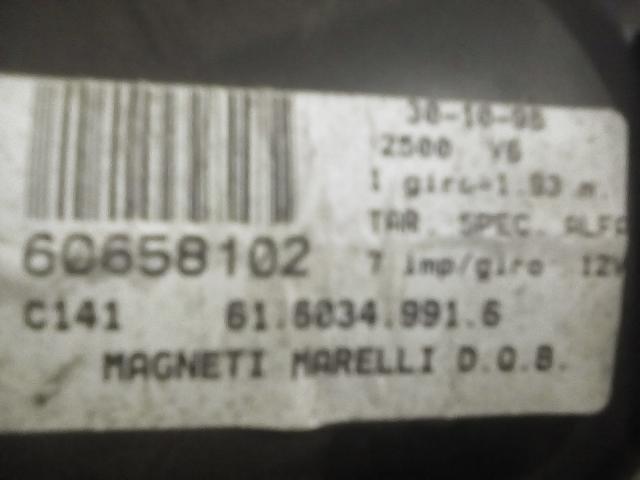 30-10-98
2500 V6
1 giro=1.83 m.
TAR. SPEC. ALFA
60658102
7 imp/giro 12V
C141 61.6034.991.6
MAGNETI MARELLI D.Q.B.